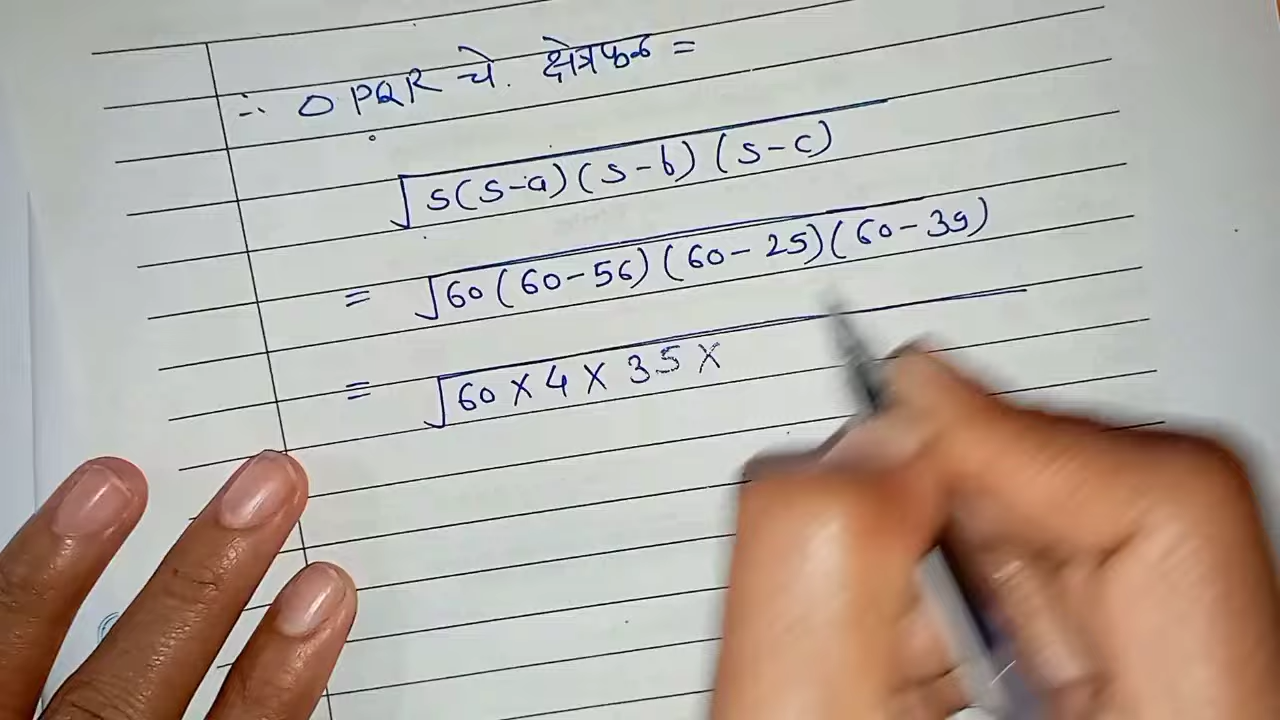 ∴ △ PQR चे. क्षेत्रफळ =
√s(s-a)(s-b)(s-c)
= √60(60-56)(60-25)(60-39)
= √60×4×35×